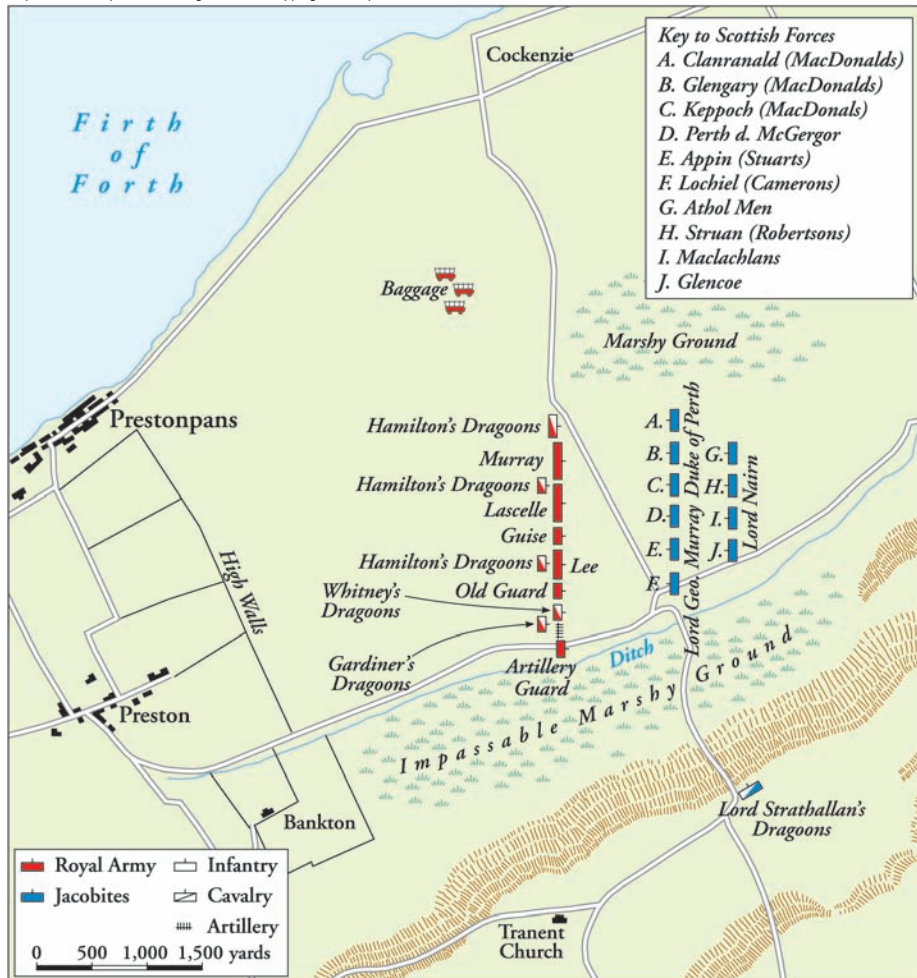 Cockenzie
Firth
of
Forth
Key to Scottish Forces
A. Clanranald (MacDonalds)
B. Glengary (MacDonalds)
C. Keppoch (MacDonals)
D. Perth d. McGergor
E. Appin (Stuarts)
F. Lochiel (Camerons)
G. Athol Men
H. Struan (Robertsons)
I. Maclachlans
J. Glencoe
Baggage
Marshy Ground
Prestonpans
Hamilton's Dragoons
Murray
Hamilton's Dragoons
Lascelle
Guise
Hamilton's Dragoons
Lee
Whitney's
Dragoons
Old Guard
Gardiner's
Dragoons
Artillery
Guard
A.
B.
C.
D.
E.
F.
Lord Geo. Murray
Duke of Perth
G.
H.
I.
J.
Lord Nairn
High Walls
Ditch
Impassable Marshy Ground
Preston
Bankton
Lord Strathallan's
Dragoons
Tranent
Church
Royal Army
Jacobites
Infantry
Cavalry
Artillery
0 500 1,000 1,500 yards